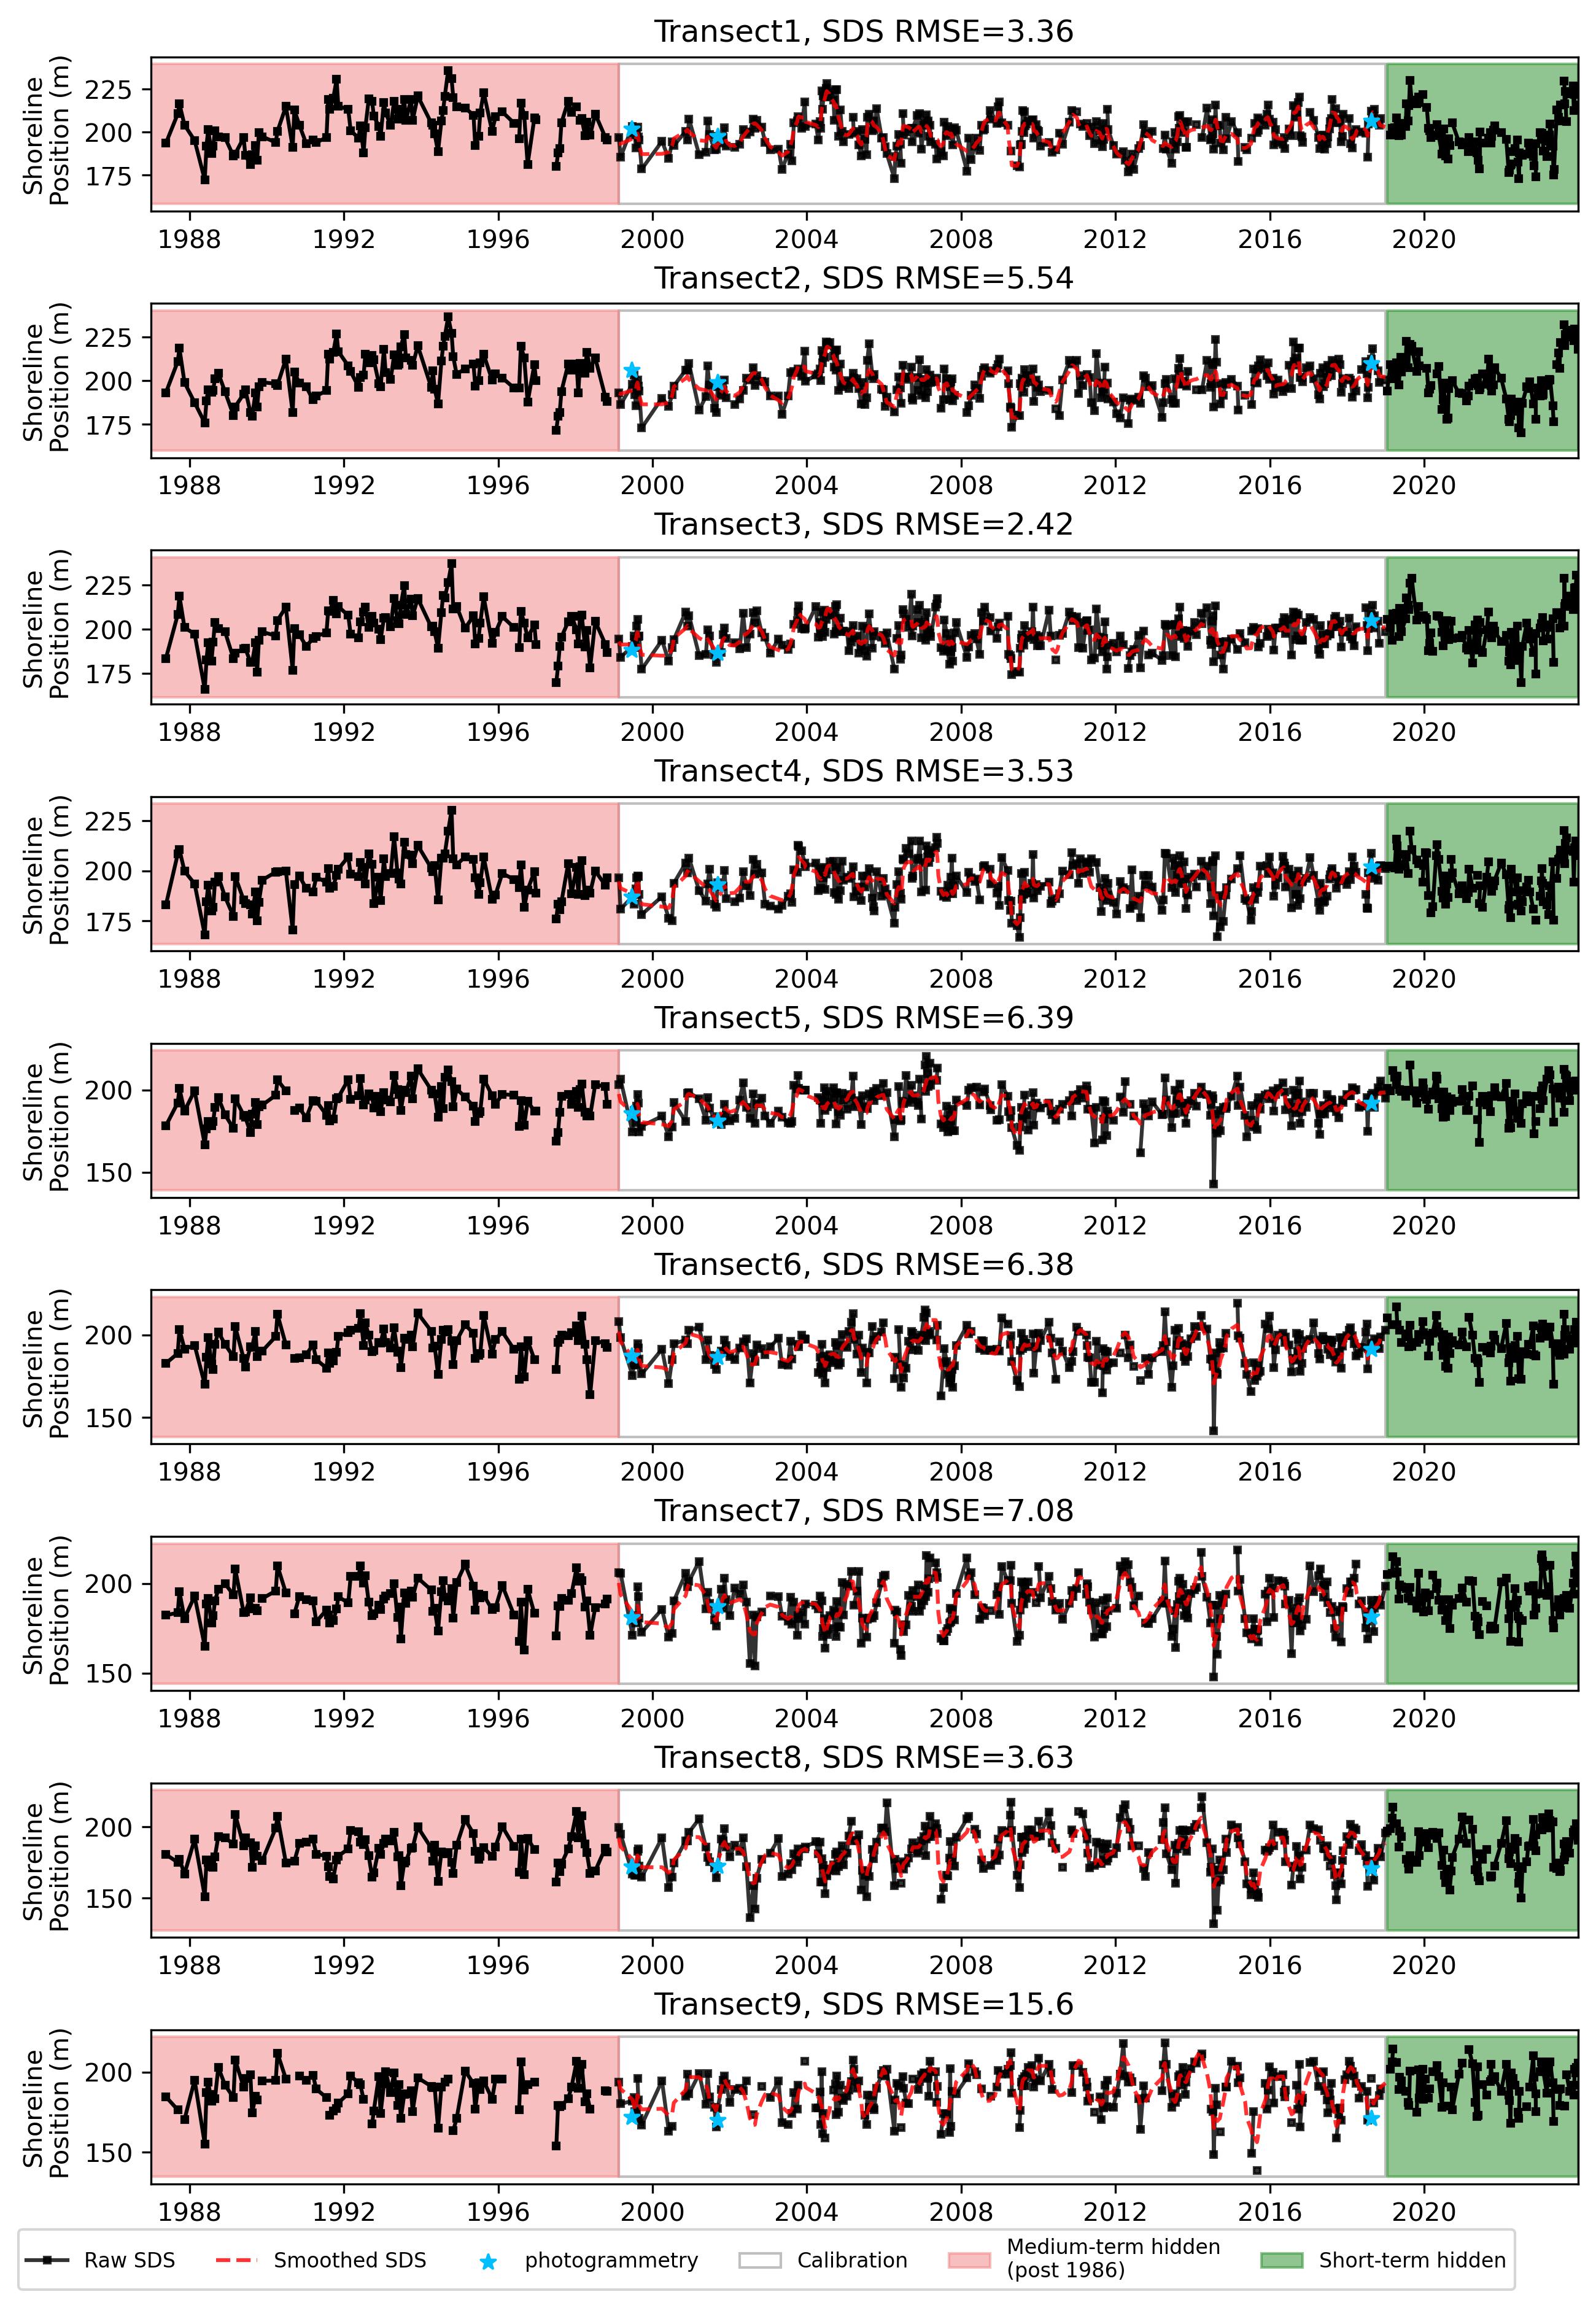 Transect1, SDS RMSE=3.36
Shoreline
Position (m)
225
200
175
1988 1992 1996 2000 2004 2008 2012 2016 2020
Transect2, SDS RMSE=5.54
Shoreline
Position (m)
225
200
175
1988 1992 1996 2000 2004 2008 2012 2016 2020
Transect3, SDS RMSE=2.42
Shoreline
Position (m)
225
200
175
1988 1992 1996 2000 2004 2008 2012 2016 2020
Transect4, SDS RMSE=3.53
Shoreline
Position (m)
225
200
175
1988 1992 1996 2000 2004 2008 2012 2016 2020
Transect5, SDS RMSE=6.39
Shoreline
Position (m)
200
150
1988 1992 1996 2000 2004 2008 2012 2016 2020
Transect6, SDS RMSE=6.38
Shoreline
Position (m)
200
150
1988 1992 1996 2000 2004 2008 2012 2016 2020
Transect7, SDS RMSE=7.08
Shoreline
Position (m)
200
150
1988 1992 1996 2000 2004 2008 2012 2016 2020
Transect8, SDS RMSE=3.63
Shoreline
Position (m)
200
150
1988 1992 1996 2000 2004 2008 2012 2016 2020
Transect9, SDS RMSE=15.6
Shoreline
Position (m)
200
150
1988 1992 1996 2000 2004 2008 2012 2016 2020
Raw SDS Smoothed SDS photogrammetry Calibration Medium-term hidden
(post 1986) Short-term hidden